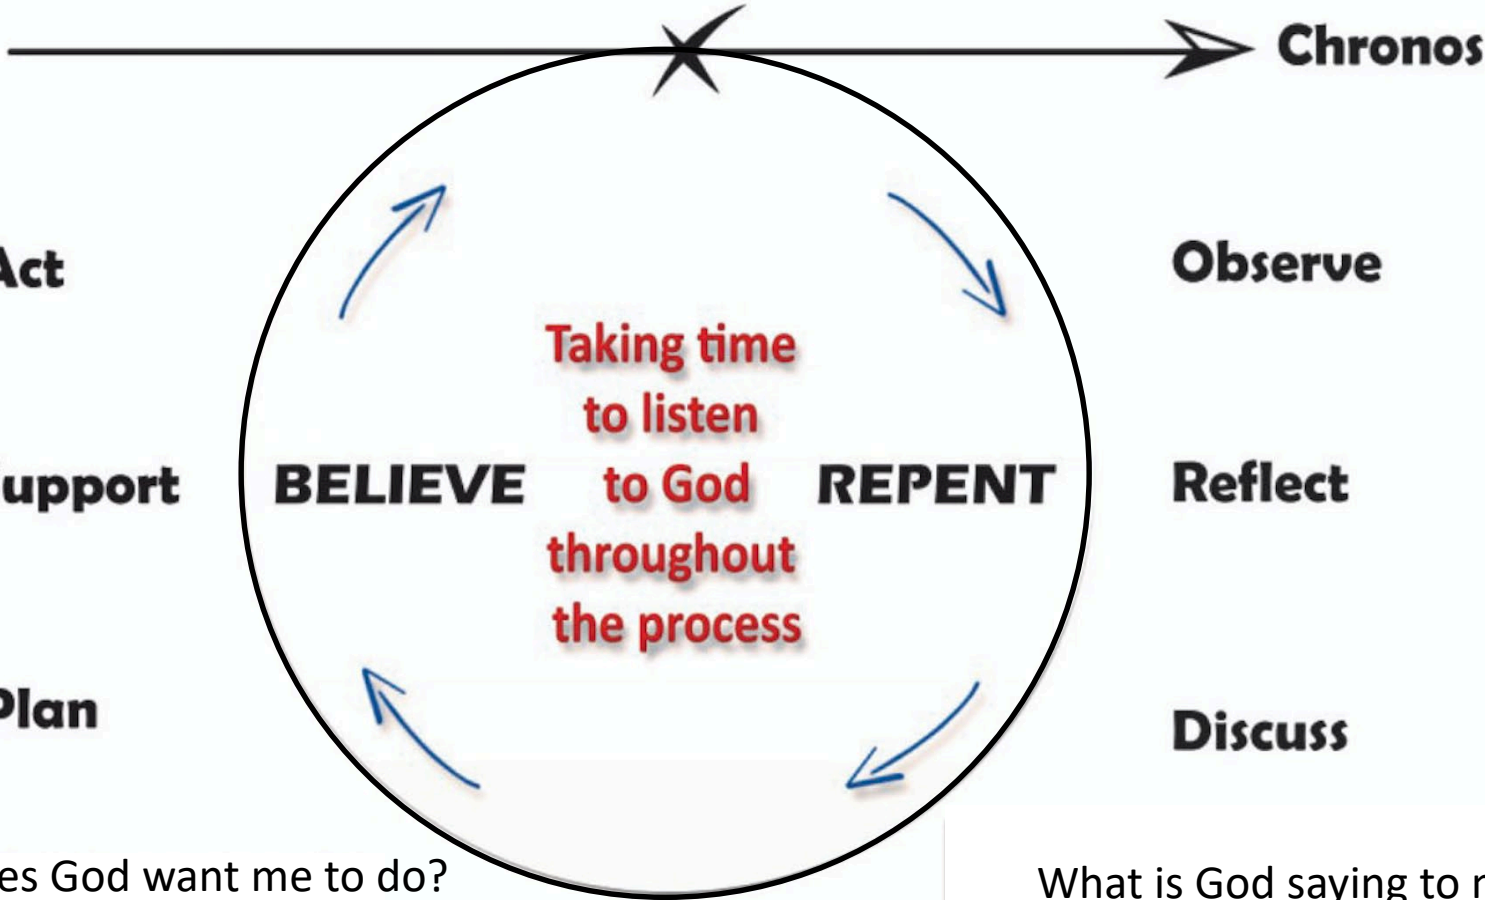 Chronos
Act
Observe
Taking time
to listen
to God
throughout
the process
upport
BELIEVE
REPENT
Reflect
Plan
Discuss
es God want me to do?
What is God saying to